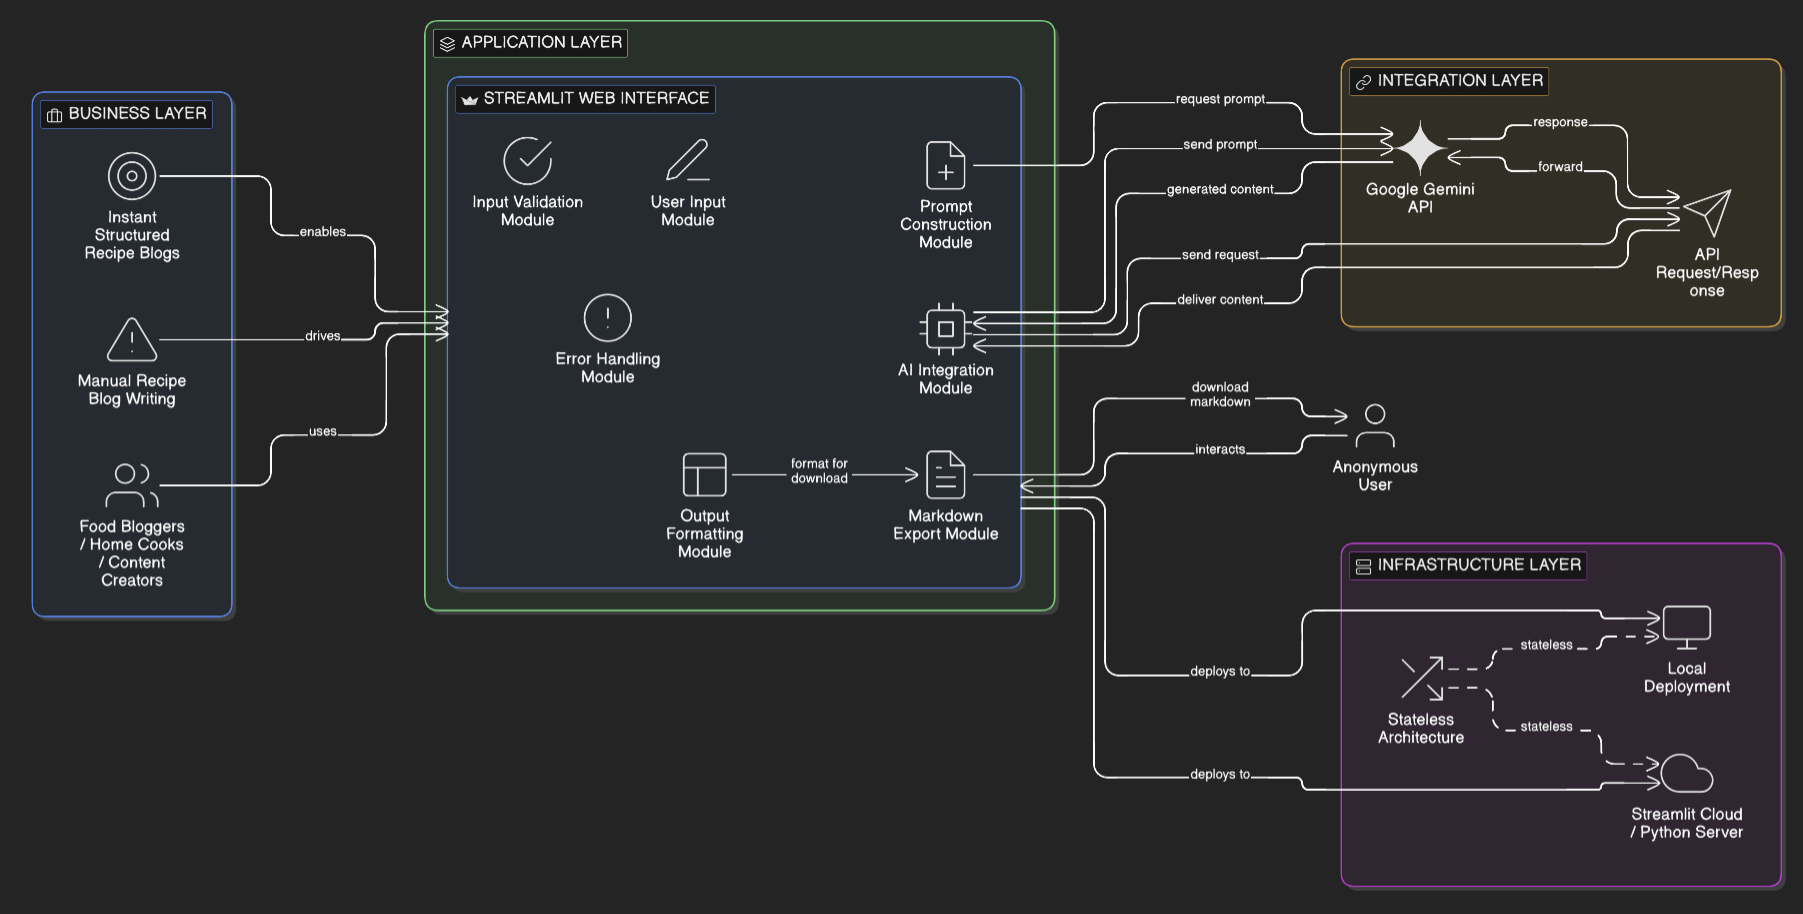 APPLICATION LAYER
STREAMLIT WEB INTERFACE
BUSINESS LAYER
INTEGRATION LAYER
Instant
Structured
Recipe Blogs
enables
Manual Recipe
Blog Writing
drives
Food Bloggers
/ Home Cooks
/ Content
Creators
uses
Input Validation
Module
User Input
Module
Prompt
Construction
Module
Error Handling
Module
AI Integration
Module
Output
Formatting
Module
format for
download
Markdown
Export Module
request prompt
send prompt
generated content
send request
deliver content
Google Gemini
API
response
forward
API
Request/Resp
onse
download
markdown
interacts
Anonymous
User
INFRASTRUCTURE LAYER
deploys to
deploys to
Stateless
Architecture
stateless
stateless
Local
Deployment
Streamlit Cloud
/ Python Server